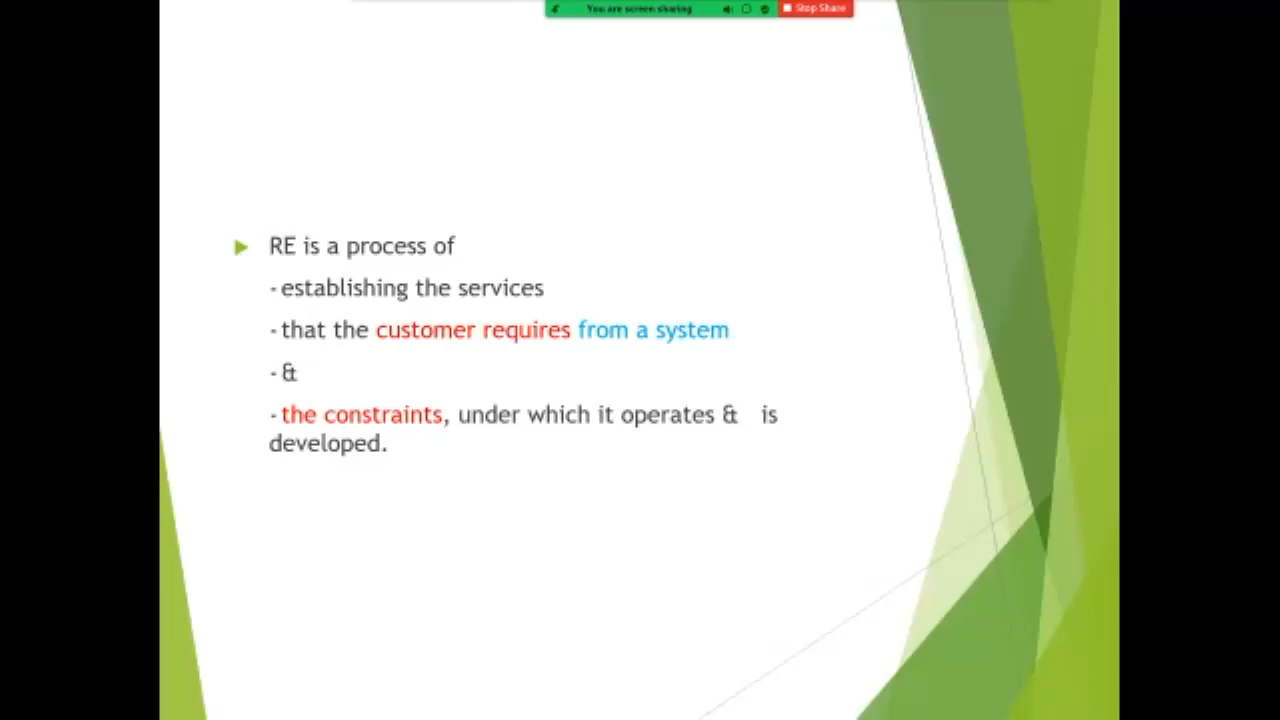 You are screen sharing
Stop Share
RE is a process of
- establishing the services
- that the customer requires from a system
- &
- the constraints, under which it operates & is
developed.